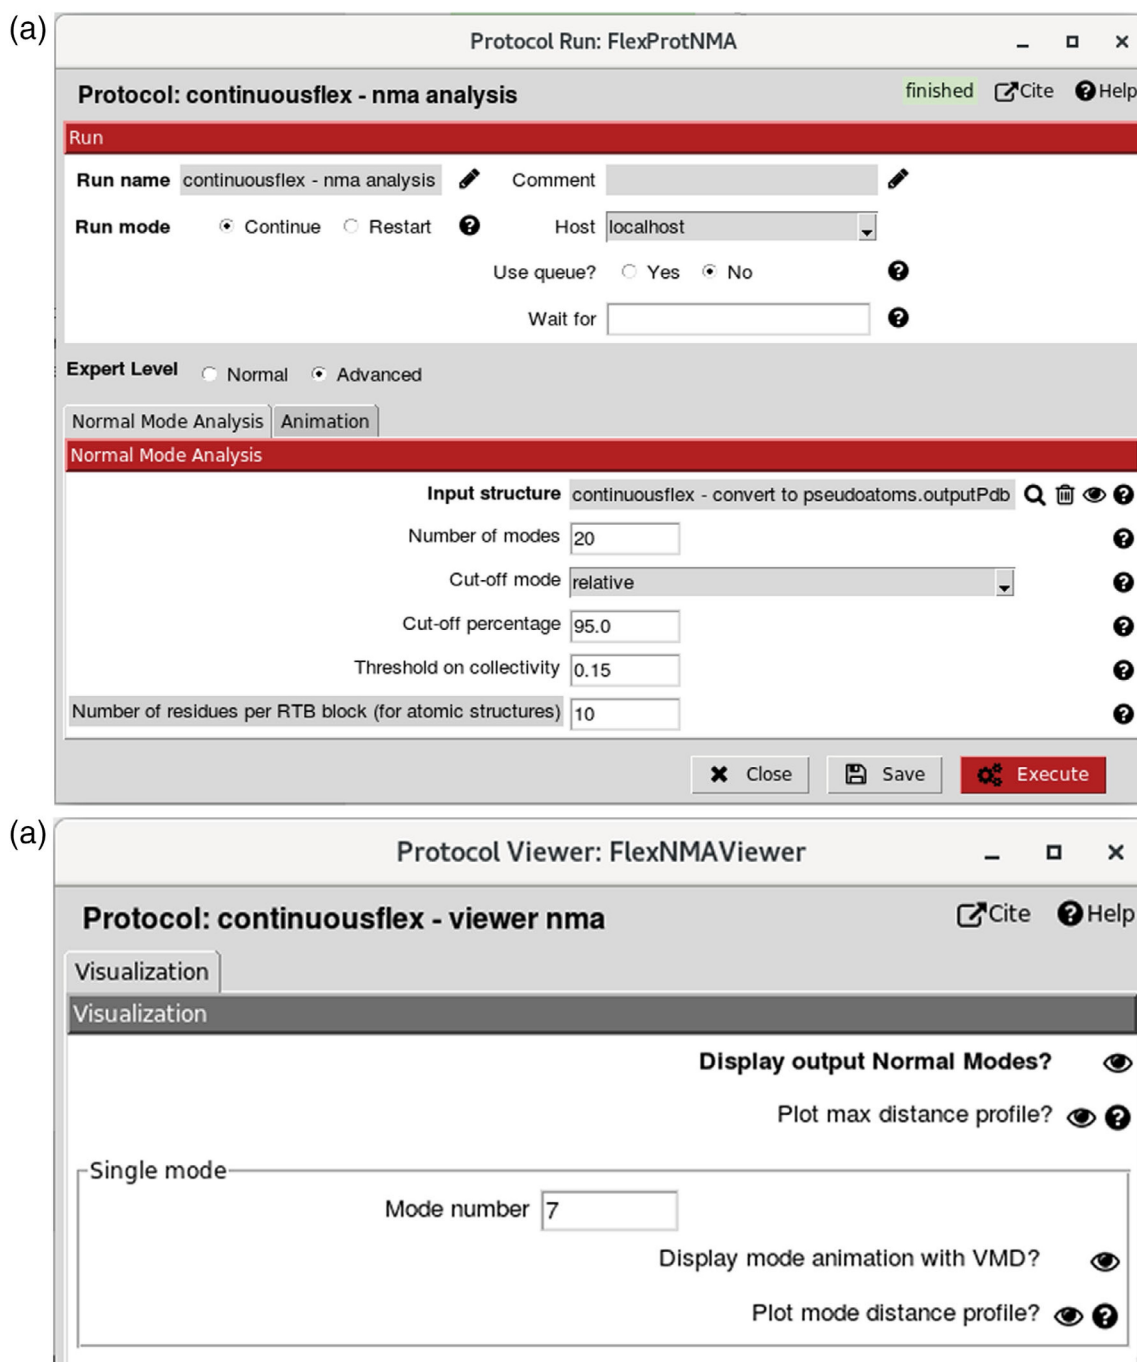 (a)
Protocol Run: FlexProtNMA
Protocol: continuousflex - nma analysis finished Cite Help
Run
Run name continuousflex - nma analysis Comment
Run mode Continue Restart Host localhost
Use queue? Yes No
Wait for
Expert Level Normal Advanced
Normal Mode Analysis Animation
Normal Mode Analysis
Input structure continuousflex - convert to pseudoatoms.outputPdb
Number of modes 20
Cut-off mode relative
Cut-off percentage 95.0
Threshold on collectivity 0.15
Number of residues per RTB block (for atomic structures) 10
Close Save Execute
(a)
Protocol Viewer: FlexNMAViewer
Protocol: continuousflex - viewer nma Cite Help
Visualization
Visualization
Display output Normal Modes?
Plot max distance profile?
Single mode
Mode number 7
Display mode animation with VMD?
Plot mode distance profile?